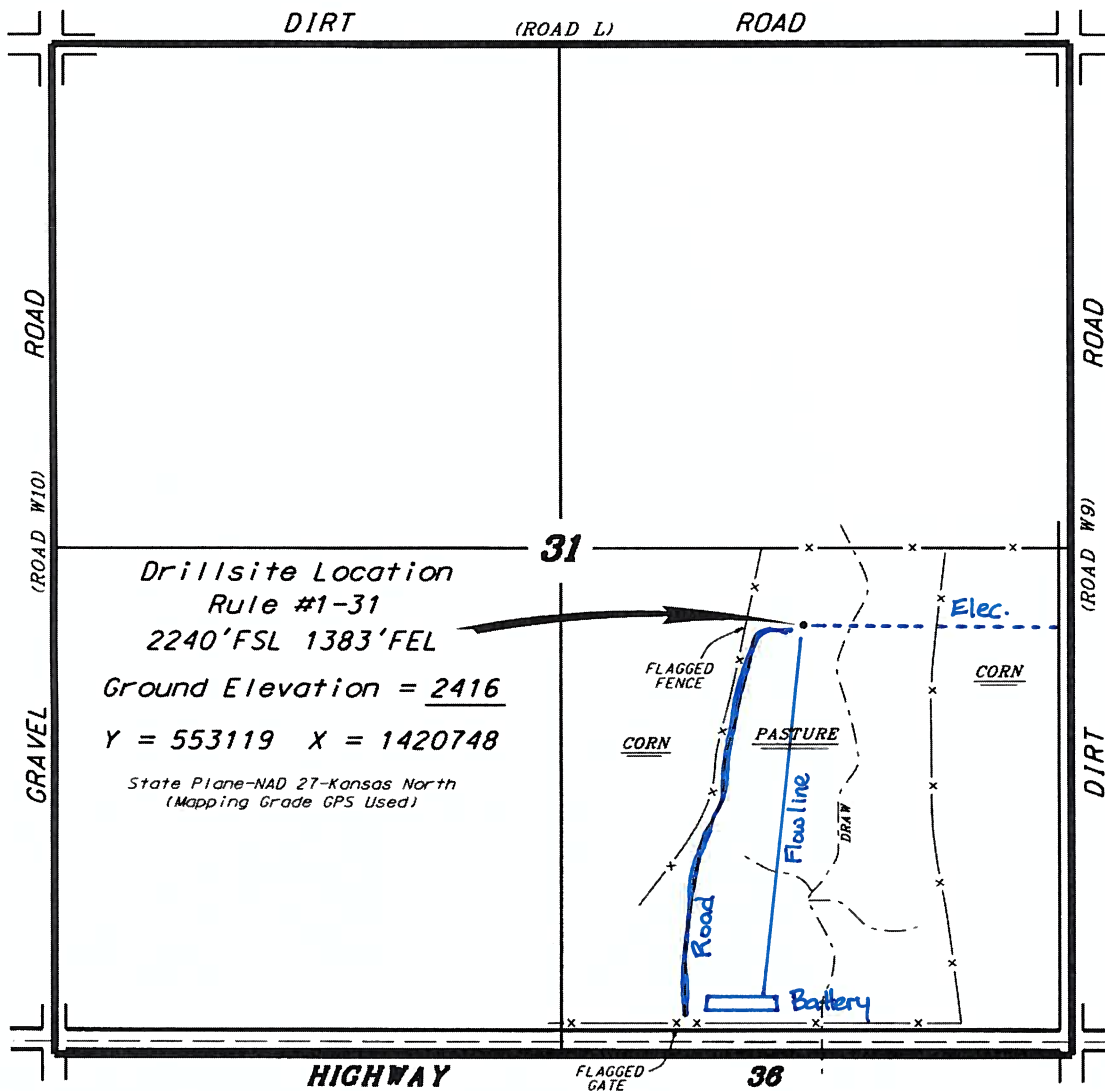 DIRT (ROAD L) ROAD
ROAD
ROAD
(ROAD W10)
(ROAD W9)
31
Drillsite Location
Rule #1-31
2240'FSL 1383'FEL
Ground Elevation = 2416
Y = 553119 X = 1420748
State Plane-NAD 27-Kansas North
(Mapping Grade GPS Used)
Elec.
FLAGGED
FENCE
CORN
CORN
PASTURE
GRAVEL
DIRT
DRAW
Flowline
Road
Battery
HIGHWAY 36
FLAGGED
GATE